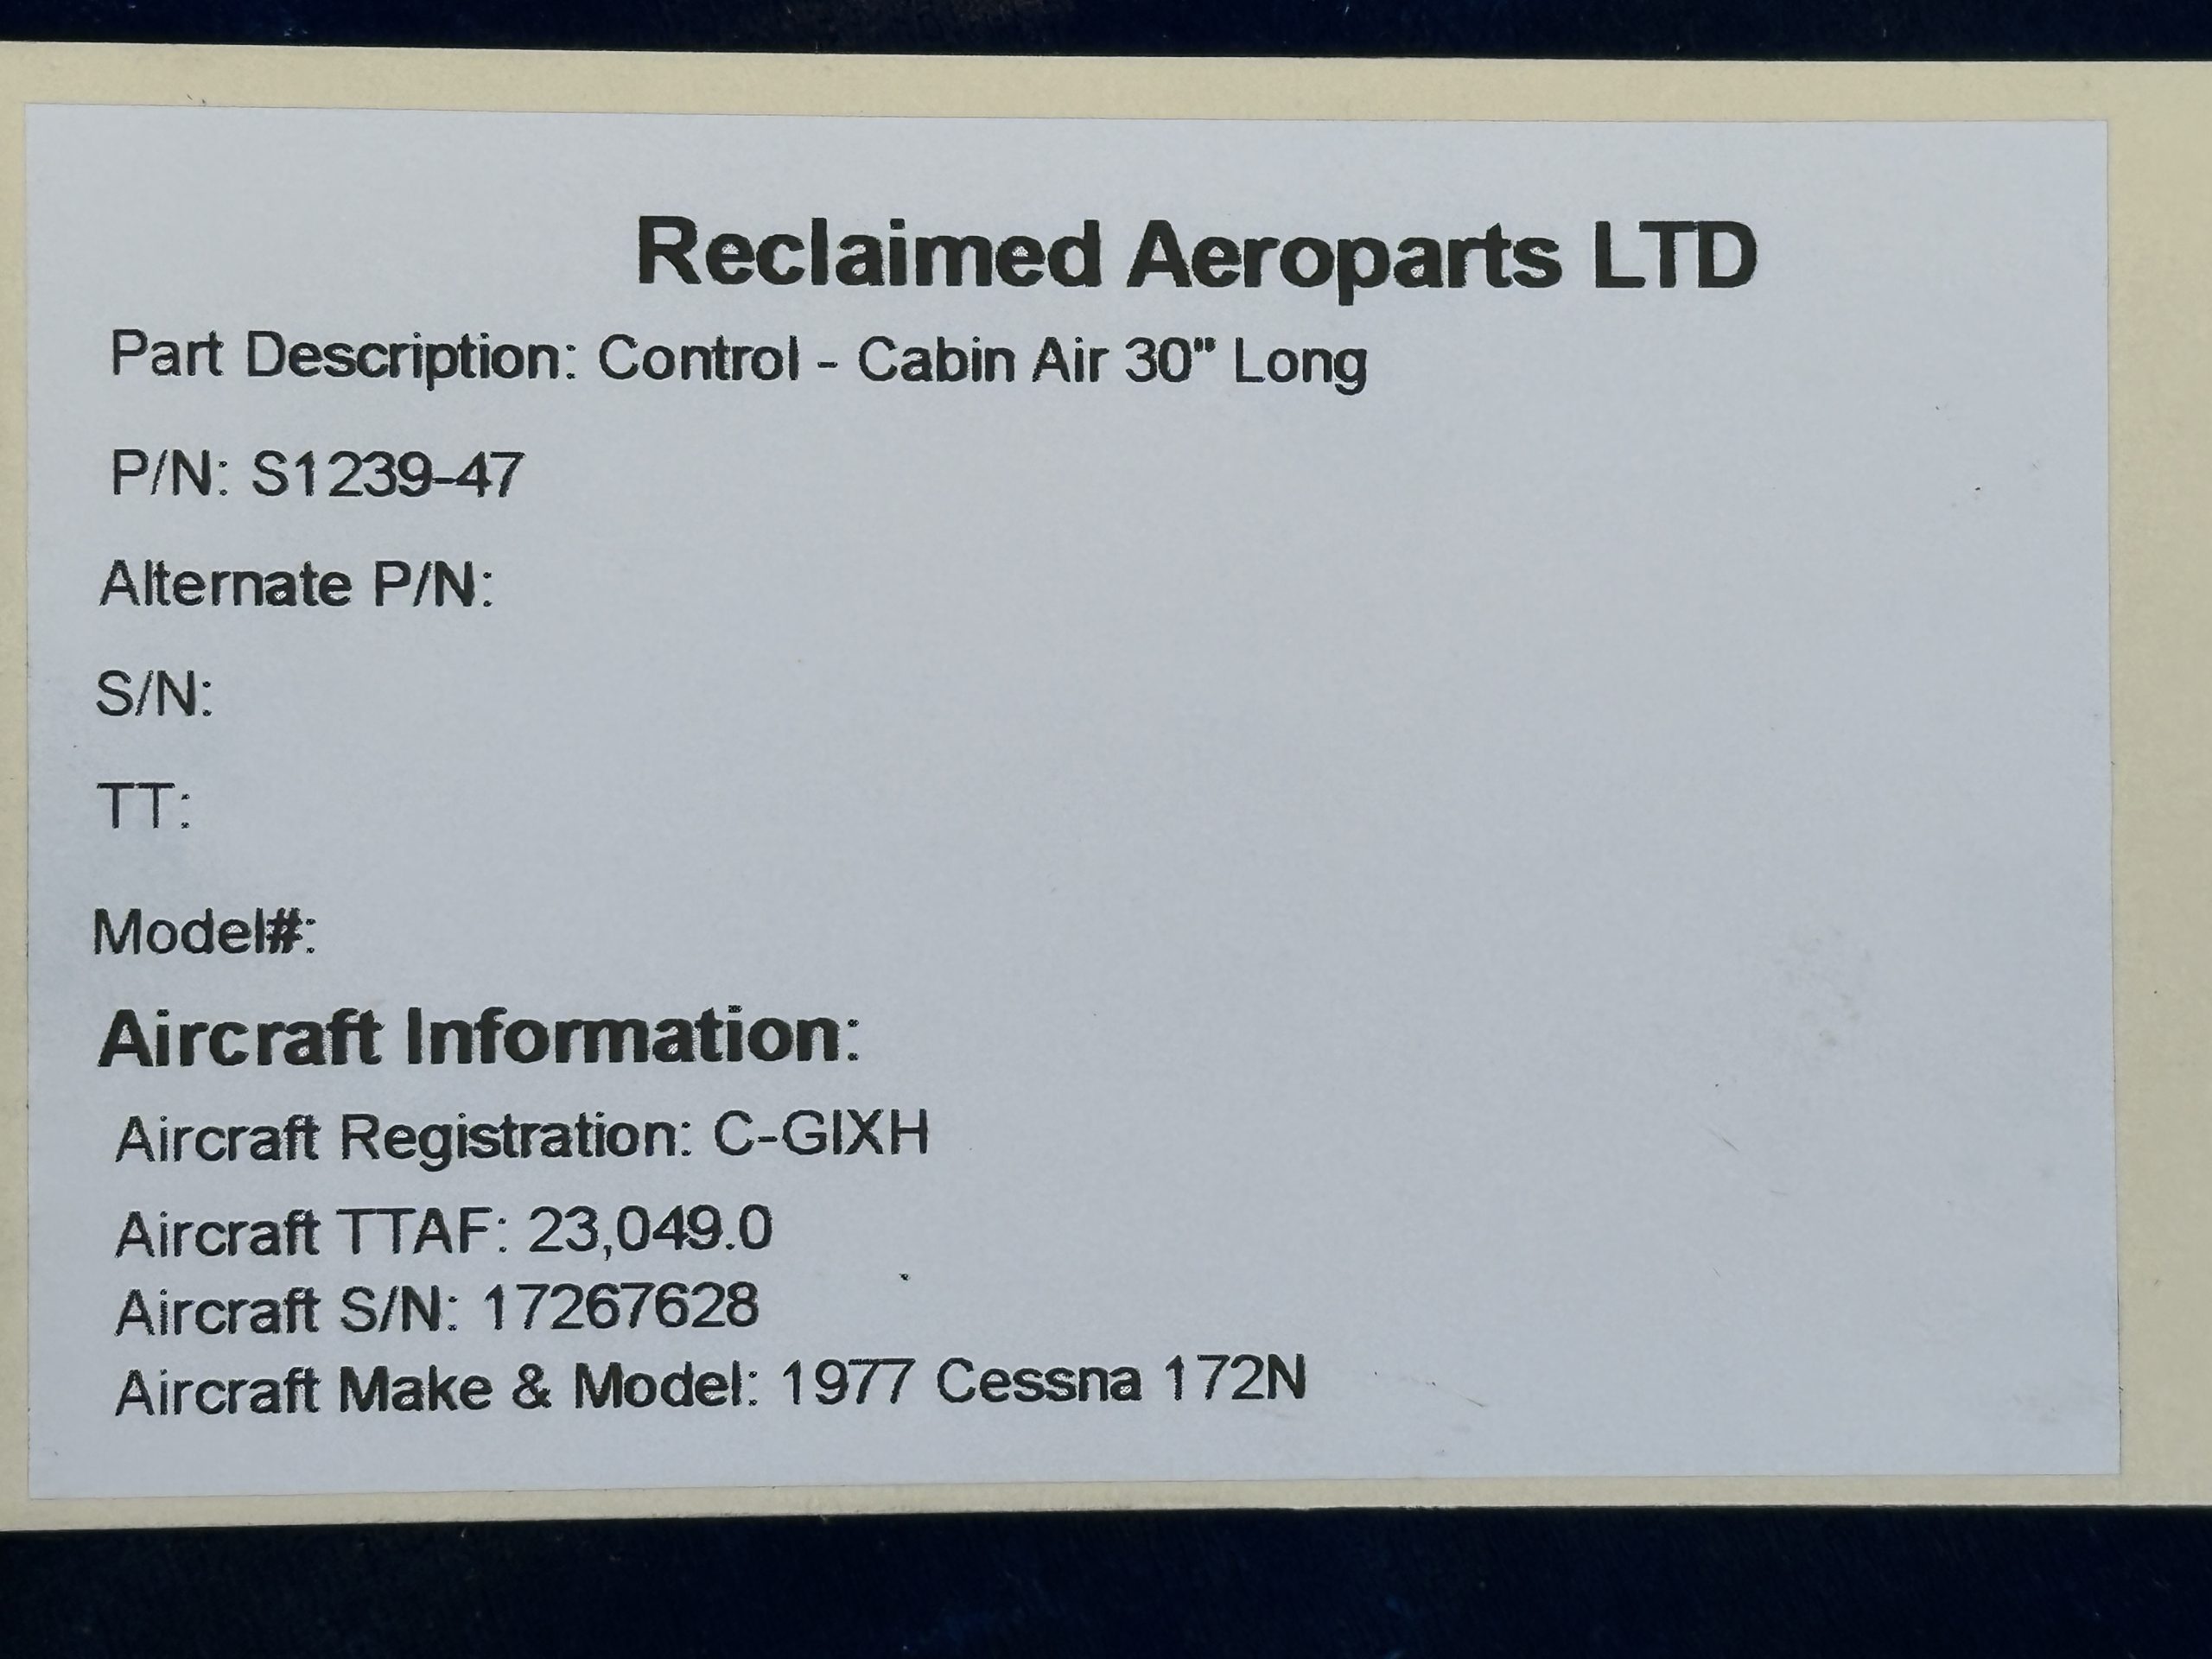 Reclaimed Aeroparts LTD
Part Description: Control - Cabin Air 30" Long
P/N: S1239-47
Alternate P/N:
S/N:
TT:
Model#:
Aircraft Information:
Aircraft Registration: C-GIXH
Aircraft TTAF: 23,049.0
Aircraft S/N: 17267628
Aircraft Make & Model: 1977 Cessna 172N